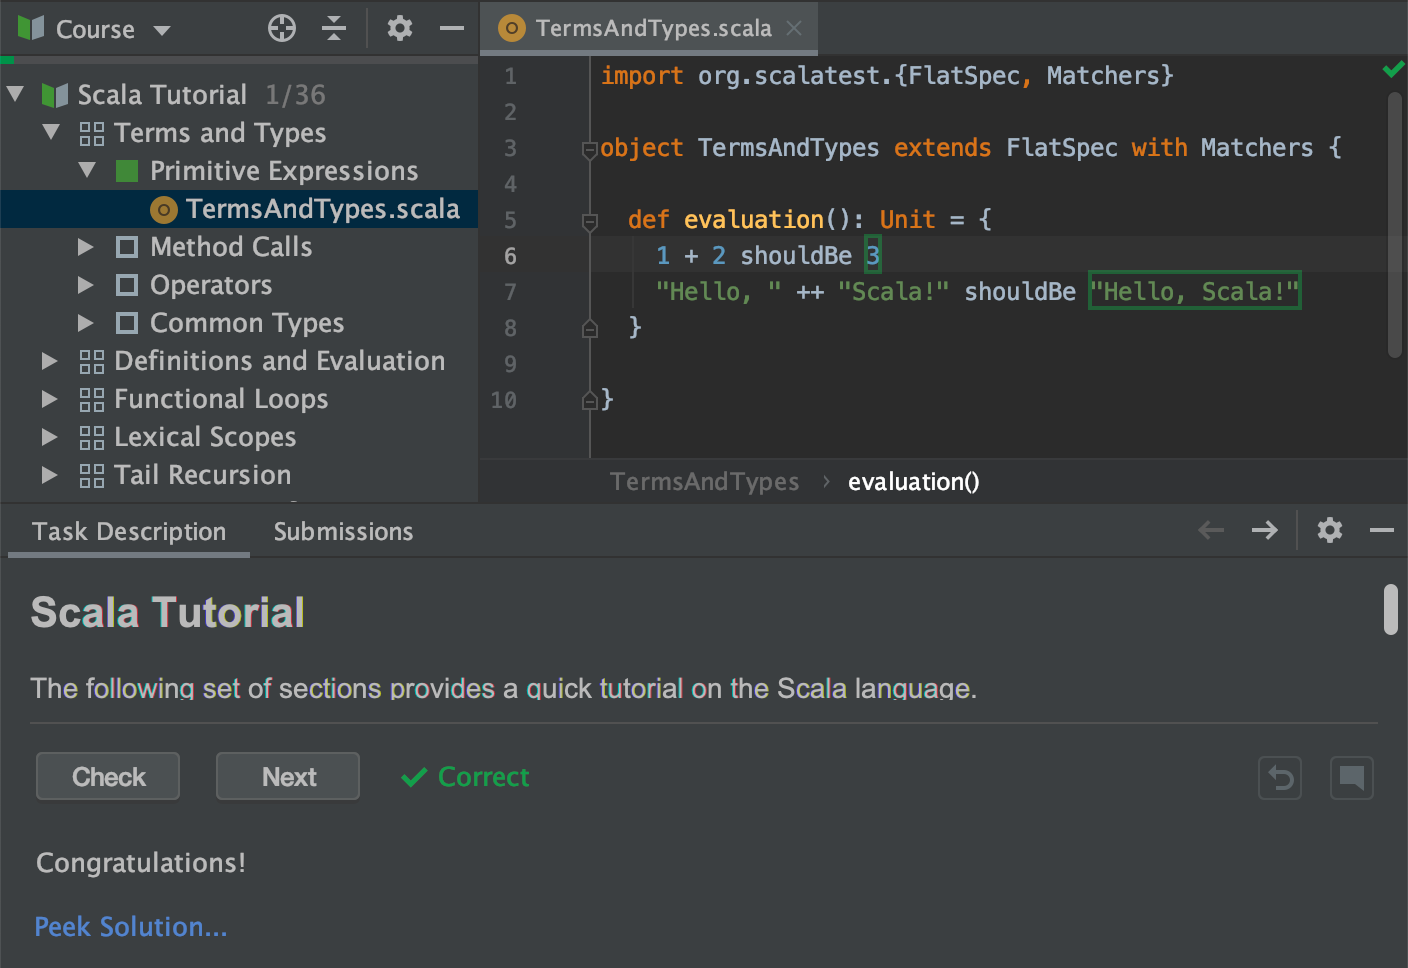 Course
TermsAndTypes.scala
Scala Tutorial 1/36
Terms and Types
Primitive Expressions
TermsAndTypes.scala
Method Calls
Operators
Common Types
Definitions and Evaluation
Functional Loops
Lexical Scopes
Tail Recursion
1 import org.scalatest.{FlatSpec, Matchers}
2
3 object TermsAndTypes extends FlatSpec with Matchers {
4
5 def evaluation(): Unit = {
6 1 + 2 shouldBe 3
7 "Hello, " ++ "Scala!" shouldBe "Hello, Scala!"
8 }
9
10 }
TermsAndTypes › evaluation()
Task Description Submissions
Scala Tutorial
The following set of sections provides a quick tutorial on the Scala language.
Check Next Correct
Congratulations!
Peek Solution...